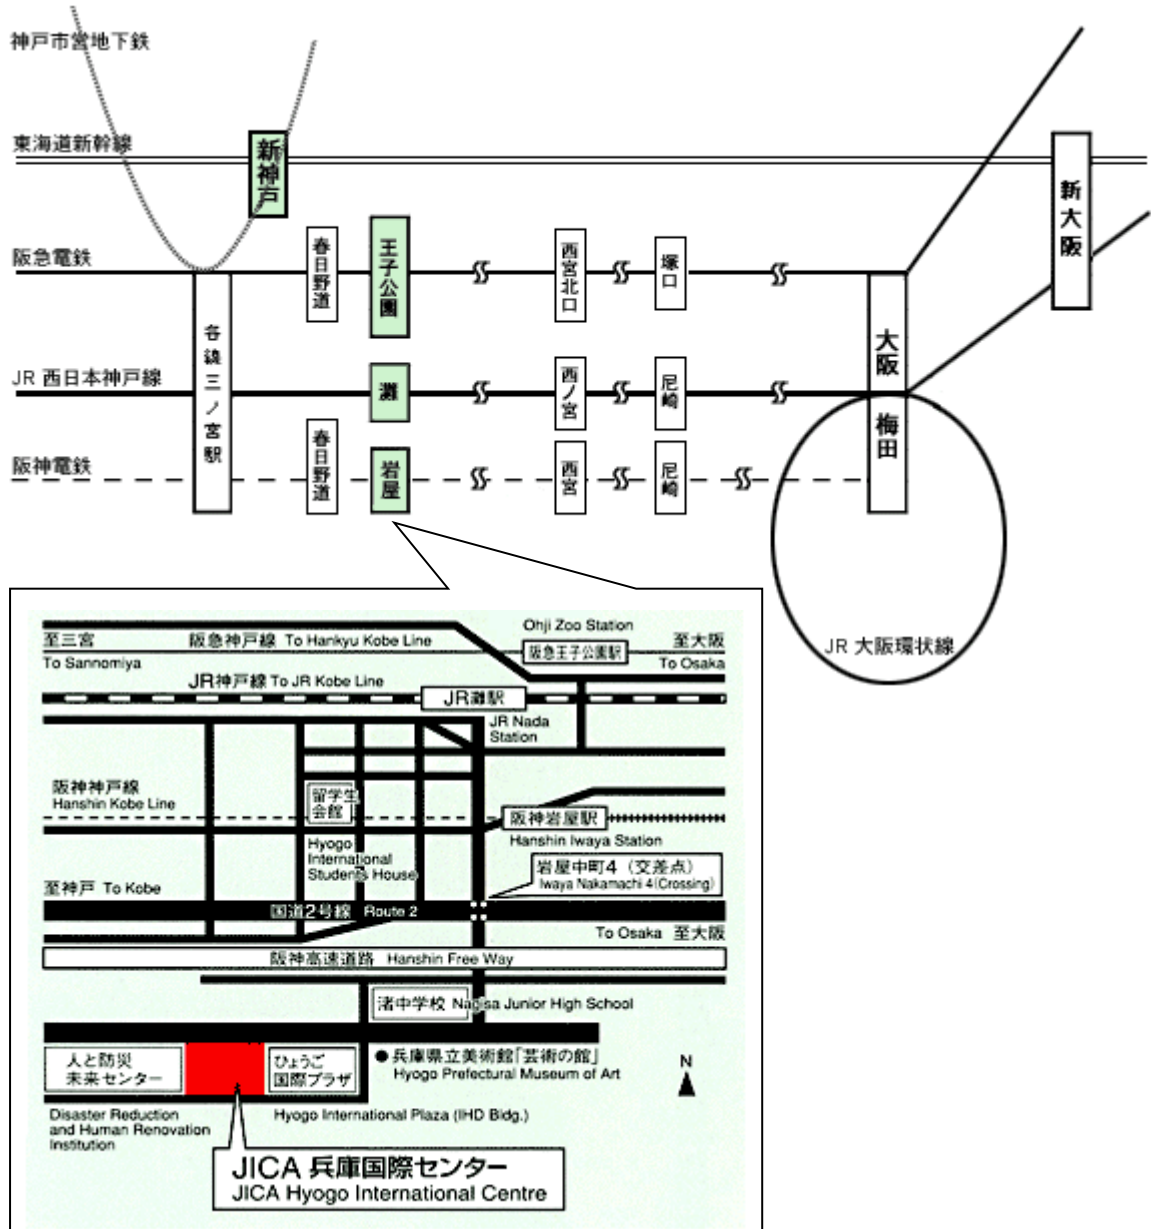 神戸市営地下鉄
東海道新幹線
新神戸
新大阪
阪急電鉄
春日野道
王子公園
西宮北口
塚口
各線三ノ宮駅
大阪
梅田
JR 西日本神戸線
灘
西ノ宮
尼崎
阪神電鉄
春日野道
岩屋
西宮
尼崎
JR 大阪環状線
Ohji Zoo Station
至三宮
阪急神戸線 To Hankyu Kobe Line
阪急王子公園駅
至大阪
To Sannomiya
To Osaka
JR神戸線 To JR Kobe Line
JR灘駅
JR Nada
Station
阪神神戸線
Hanshin Kobe Line
留学生
会館
阪神岩屋駅
Hanshin Iwaya Station
Hyogo
International
Students House
岩屋中町4（交差点）
Iwaya Nakamachi 4(Crossing)
至神戸 To Kobe
国道2号線 Route 2
To Osaka 至大阪
阪神高速道路 Hanshin Free Way
渚中学校 Nagisa Junior High School
人と防災
未来センター
ひょうご
国際プラザ
●兵庫県立美術館「芸術の館」
Hyogo Prefectural Museum of Art
N
Disaster Reduction
and Human Renovation
Institution
Hyogo International Plaza (IHD Bldg.)
JICA 兵庫国際センター
JICA Hyogo International Centre